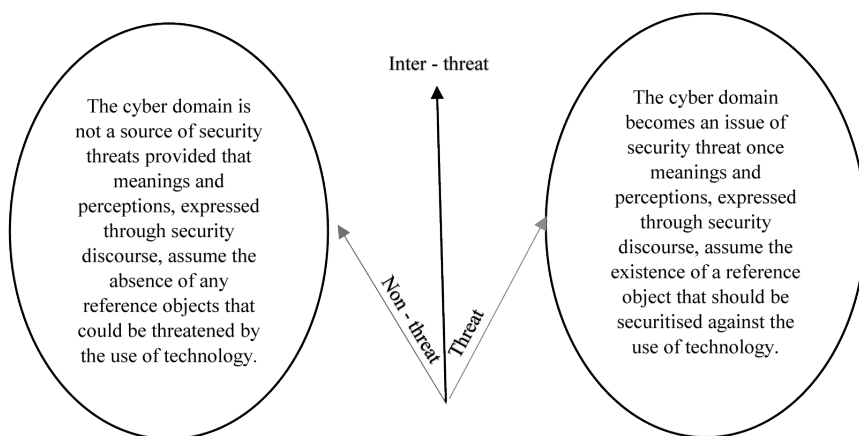 Inter - threat
The cyber domain is
not a source of security
threats provided that
meanings and
perceptions, expressed
through security
discourse, assume the
absence of any
reference objects that
could be threatened by
the use of technology.
Non - threat
Threat
The cyber domain
becomes an issue of
security threat once
meanings and
perceptions, expressed
through security
discourse, assume the
existence of a reference
object that should be
securitised against the
use of technology.